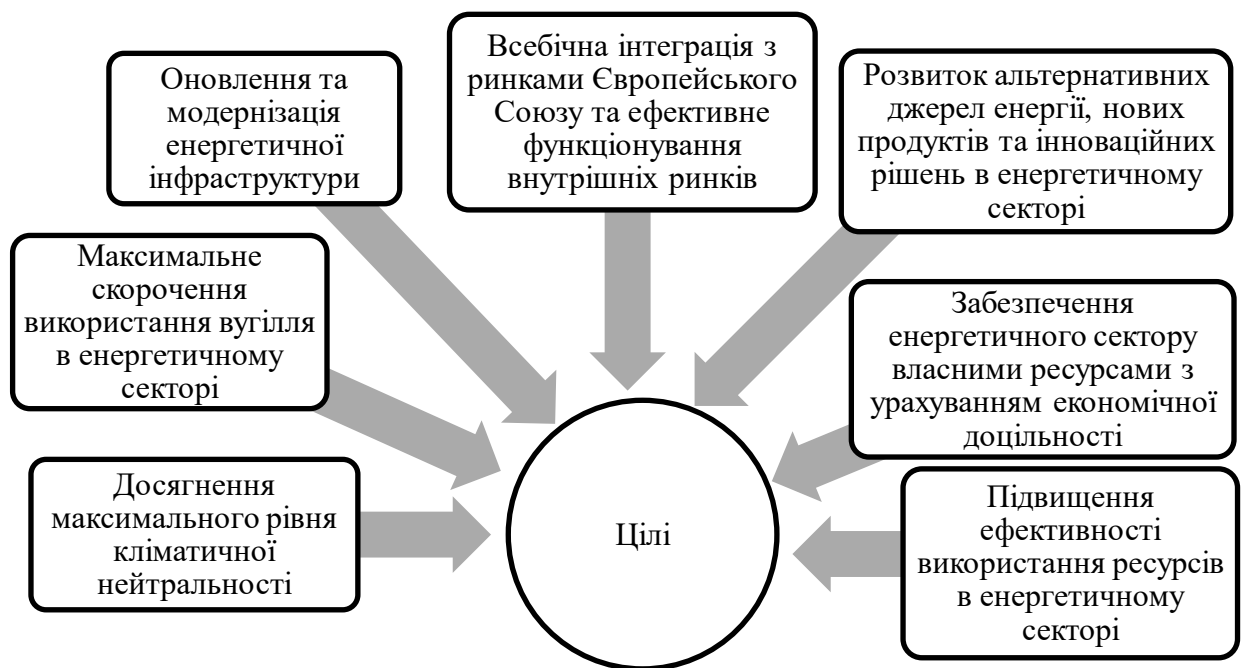 Оновлення та
модернізація
енергетичної
інфраструктури
Всебічна інтеграція з
ринками Європейського
Союзу та ефективне
функціонування
внутрішніх ринків
Розвиток альтернативних
джерел енергії, нових
продуктів та інноваційних
рішень в енергетичному
секторі
Максимальне
скорочення
використання вугілля
в енергетичному
секторі
Забезпечення
енергетичного сектору
власними ресурсами з
урахуванням економічної
доцільності
Досягнення
максимального рівня
кліматичної
нейтральності
Цілі
Підвищення
ефективності
використання ресурсів
в енергетичному
секторі